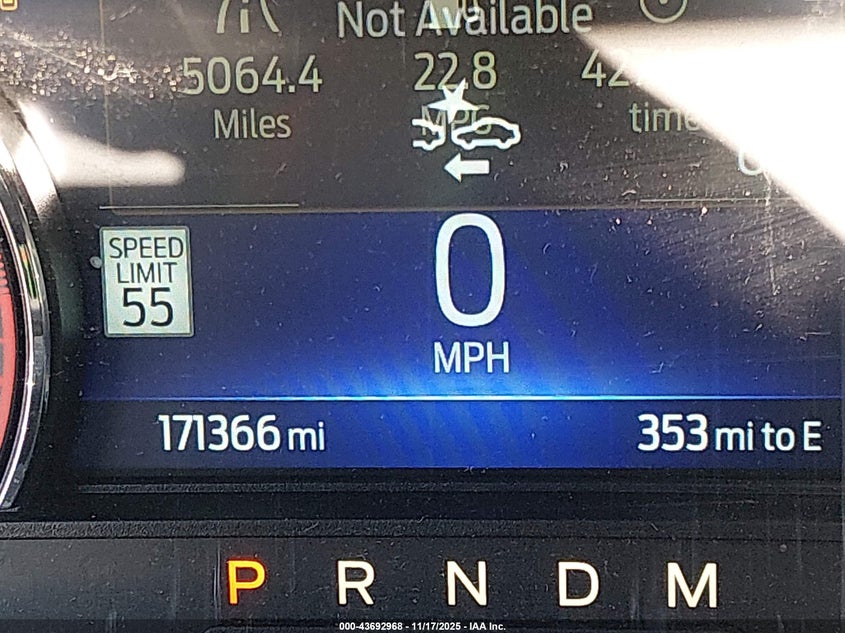 Not Available
5064.4 22.8
Miles MPG
SPEED
LIMIT
55
0
MPH
171366 mi 353 mi to E
P R N D M
000-43692968 - 11/17/2025 - IAA Inc.